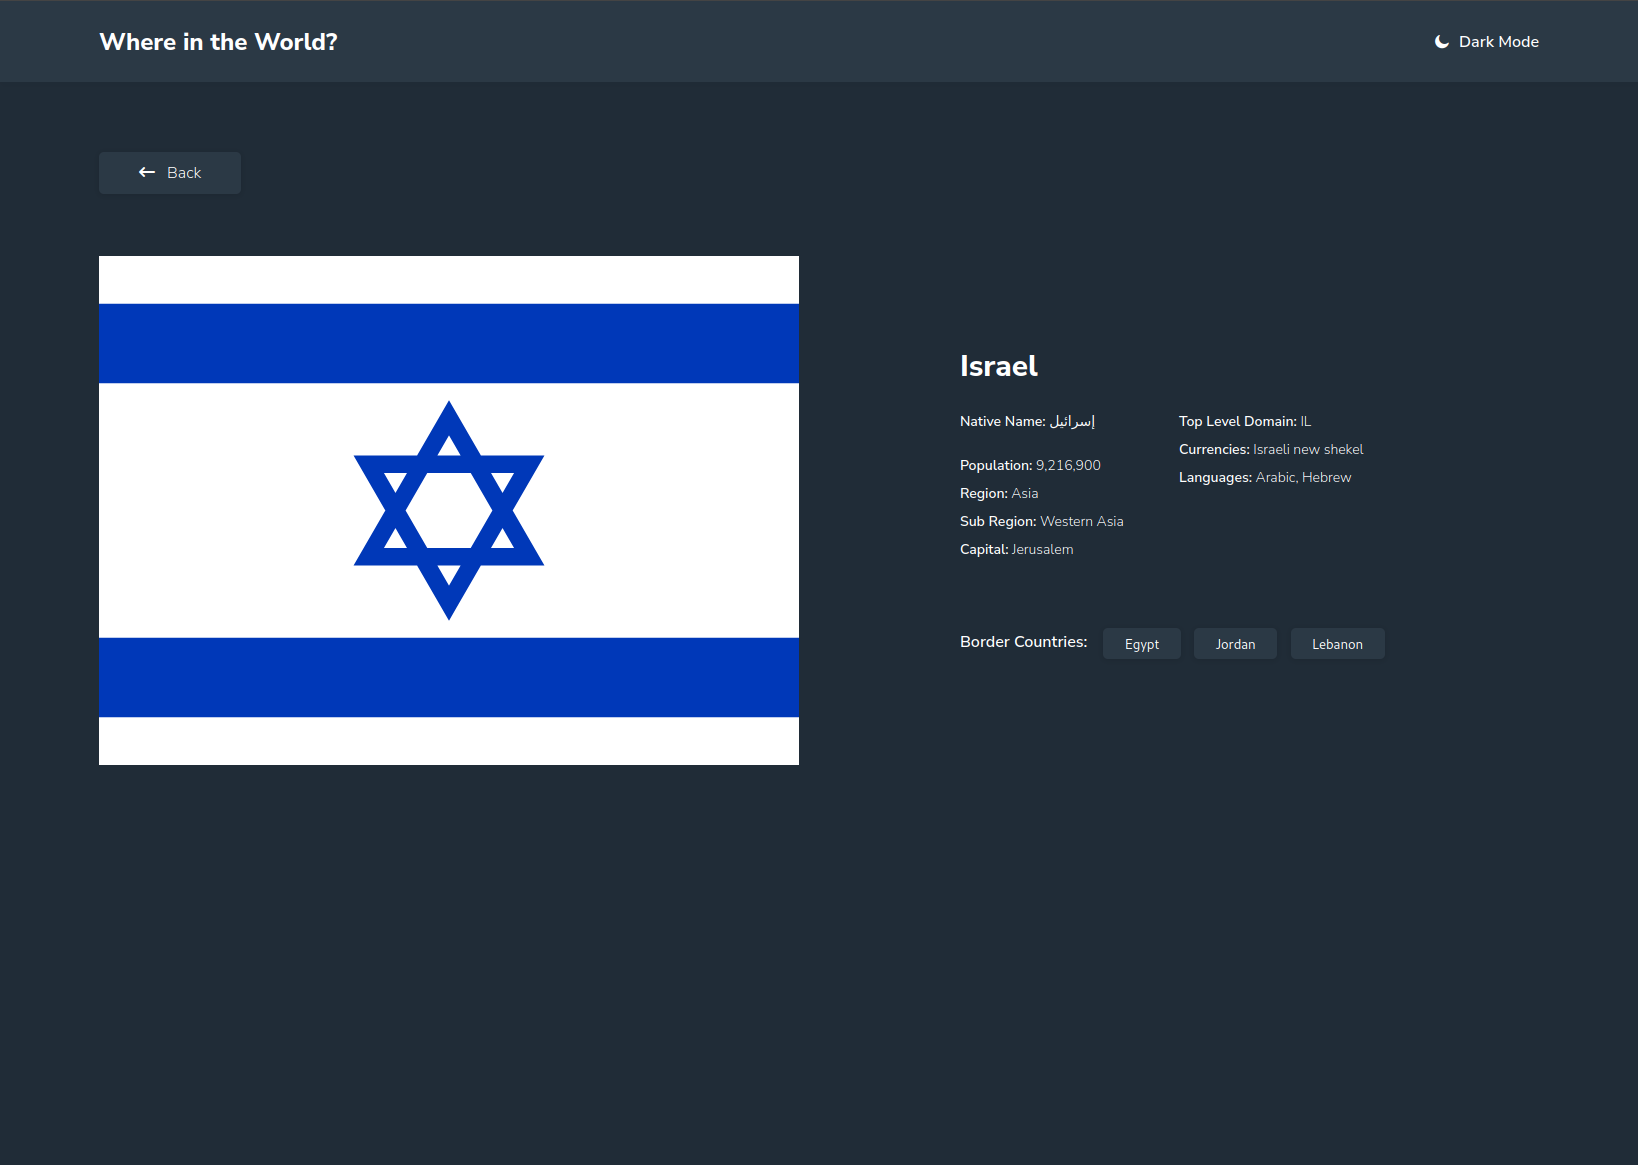 Where in the World?
Dark Mode
Back
Israel
Native Name: إسرائيل
Population: 9,216,900
Region: Asia
Sub Region: Western Asia
Capital: Jerusalem
Top Level Domain: IL
Currencies: Israeli new shekel
Languages: Arabic, Hebrew
Border Countries: Egypt Jordan Lebanon